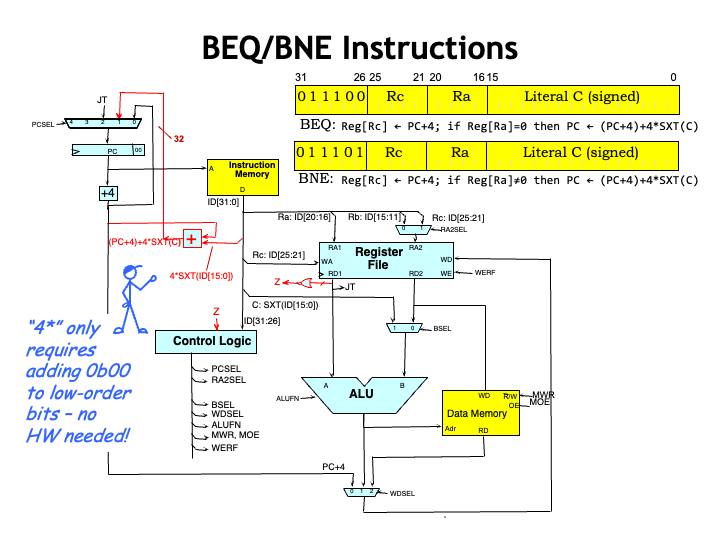 BEQ/BNE Instructions
31 26 25 21 20 16 15 0
0 1 1 1 0 0 Rc Ra Literal C (signed)
BEQ: Reg[Rc] ← PC+4; if Reg[Ra]=0 then PC ← (PC+4)+4*SXT(C)
0 1 1 1 0 1 Rc Ra Literal C (signed)
BNE: Reg[Rc] ← PC+4; if Reg[Ra]≠0 then PC ← (PC+4)+4*SXT(C)
JT
PCSEL
4 3 2 1 0
32
PC 00
+4
Instruction
Memory
A
D
ID[31:0]
Ra: ID[20:16]
Rb: ID[15:11]
Rc: ID[25:21]
0 1
RA2SEL
(PC+4)+4*SXT(C)
+
Rc: ID[25:21]
4*SXT(ID[15:0])
RA1
RA2
Register
File
WA
WD
RD1
RD2
WE
WERF
Z
JT
C: SXT(ID[15:0])
Z
ID[31:26]
1 0
BSEL
Control Logic
PCSEL
RA2SEL
BSEL
WDSEL
ALUFN
MWR, MOE
WERF
"4*" only
requires
adding 0b00
to low-order
bits – no
HW needed!
A
B
ALU
ALUFN
WD
R/W
MWR
OE
MOE
Data Memory
Adr
RD
PC+4
0 1 2
WDSEL